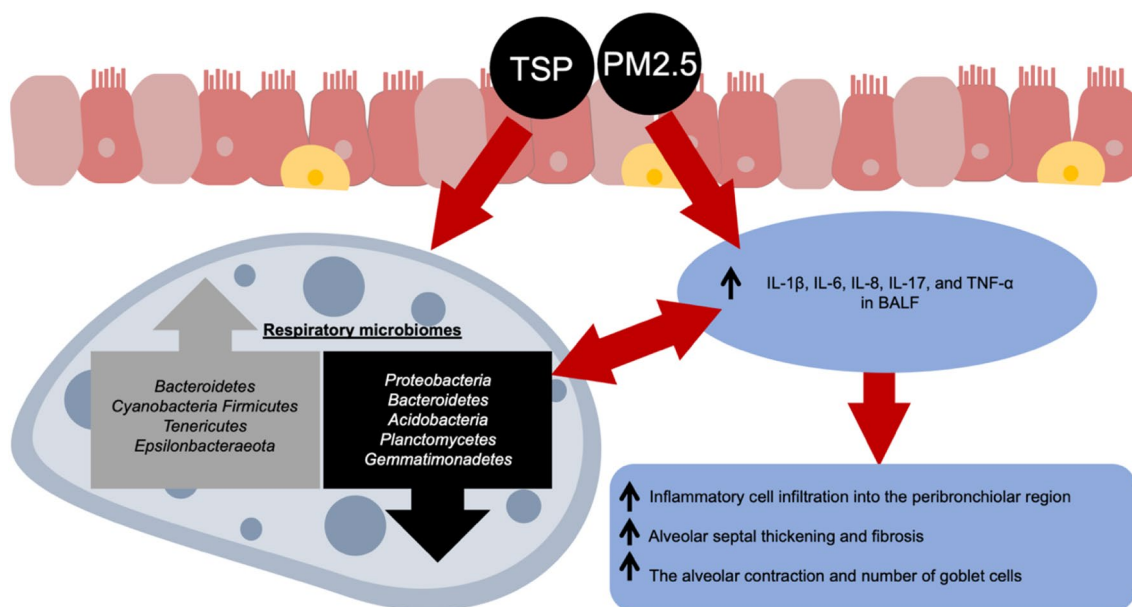 TSP
PM2.5
IL-1β, IL-6, IL-8, IL-17, and TNF-α
in BALF
Respiratory microbiomes
Bacteroidetes
Cyanobacteria Firmicutes
Tenericutes
Epsilonbacteraeota
Proteobacteria
Bacteroidetes
Acidobacteria
Planctomycetes
Gemmatimonadetes
Inflammatory cell infiltration into the peribronchiolar region
Alveolar septal thickening and fibrosis
The alveolar contraction and number of goblet cells